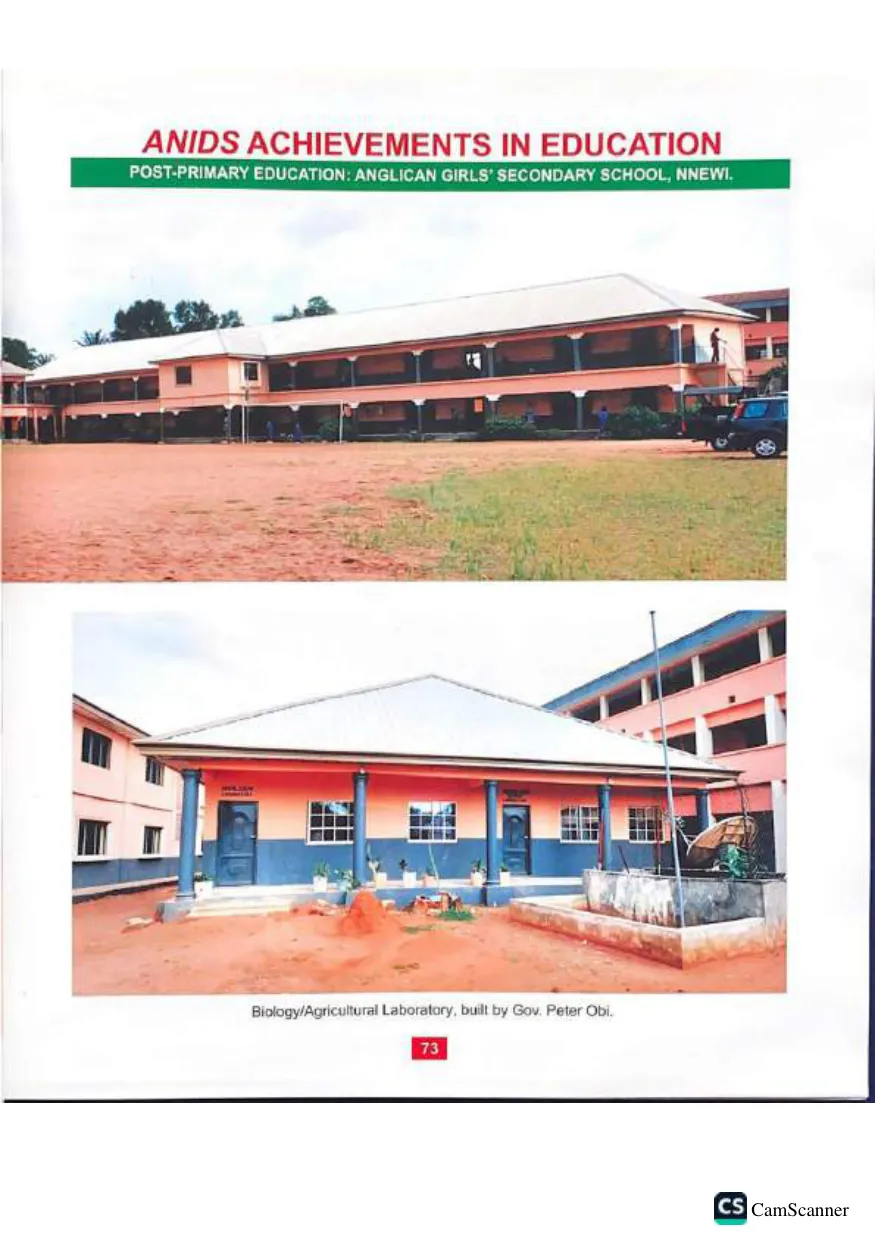 ANIDS ACHIEVEMENTS IN EDUCATION
POST-PRIMARY EDUCATION: ANGLICAN GIRLS' SECONDARY SCHOOL, NNEWI.
Biology/Agricultural Laboratory, built by Gov. Peter Obi.
73
CS CamScanner